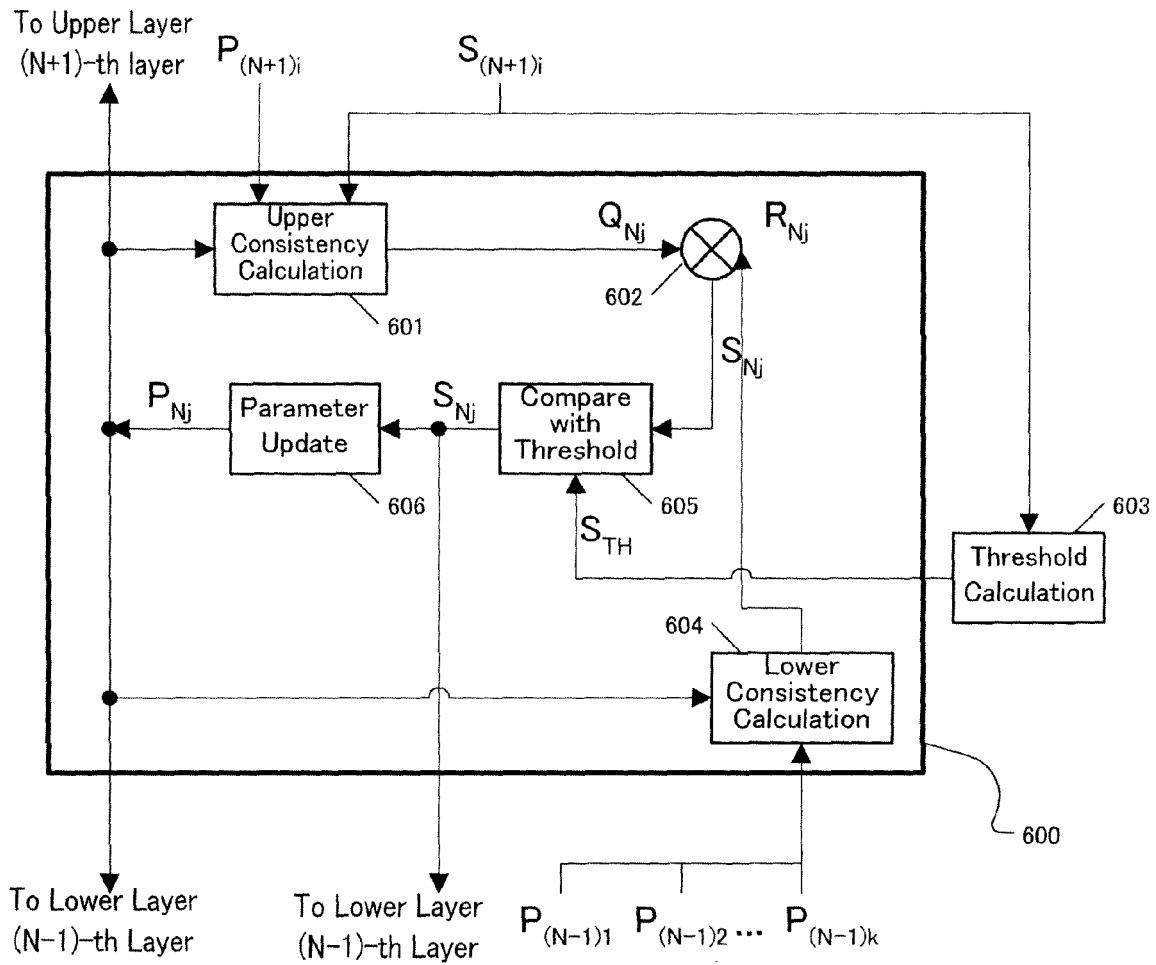 To Upper Layer
(N+1)-th layer
P(N+1)i
S(N+1)i
Upper
Consistency
Calculation
601
QNj
602
RNj
SNj
PNj
Parameter
Update
606
SNj
Compare
with
Threshold
605
STH
603
Threshold
Calculation
604
Lower
Consistency
Calculation
600
To Lower Layer
(N-1)-th Layer
To Lower Layer
(N-1)-th Layer
P(N-1)1 P(N-1)2 ... P(N-1)k